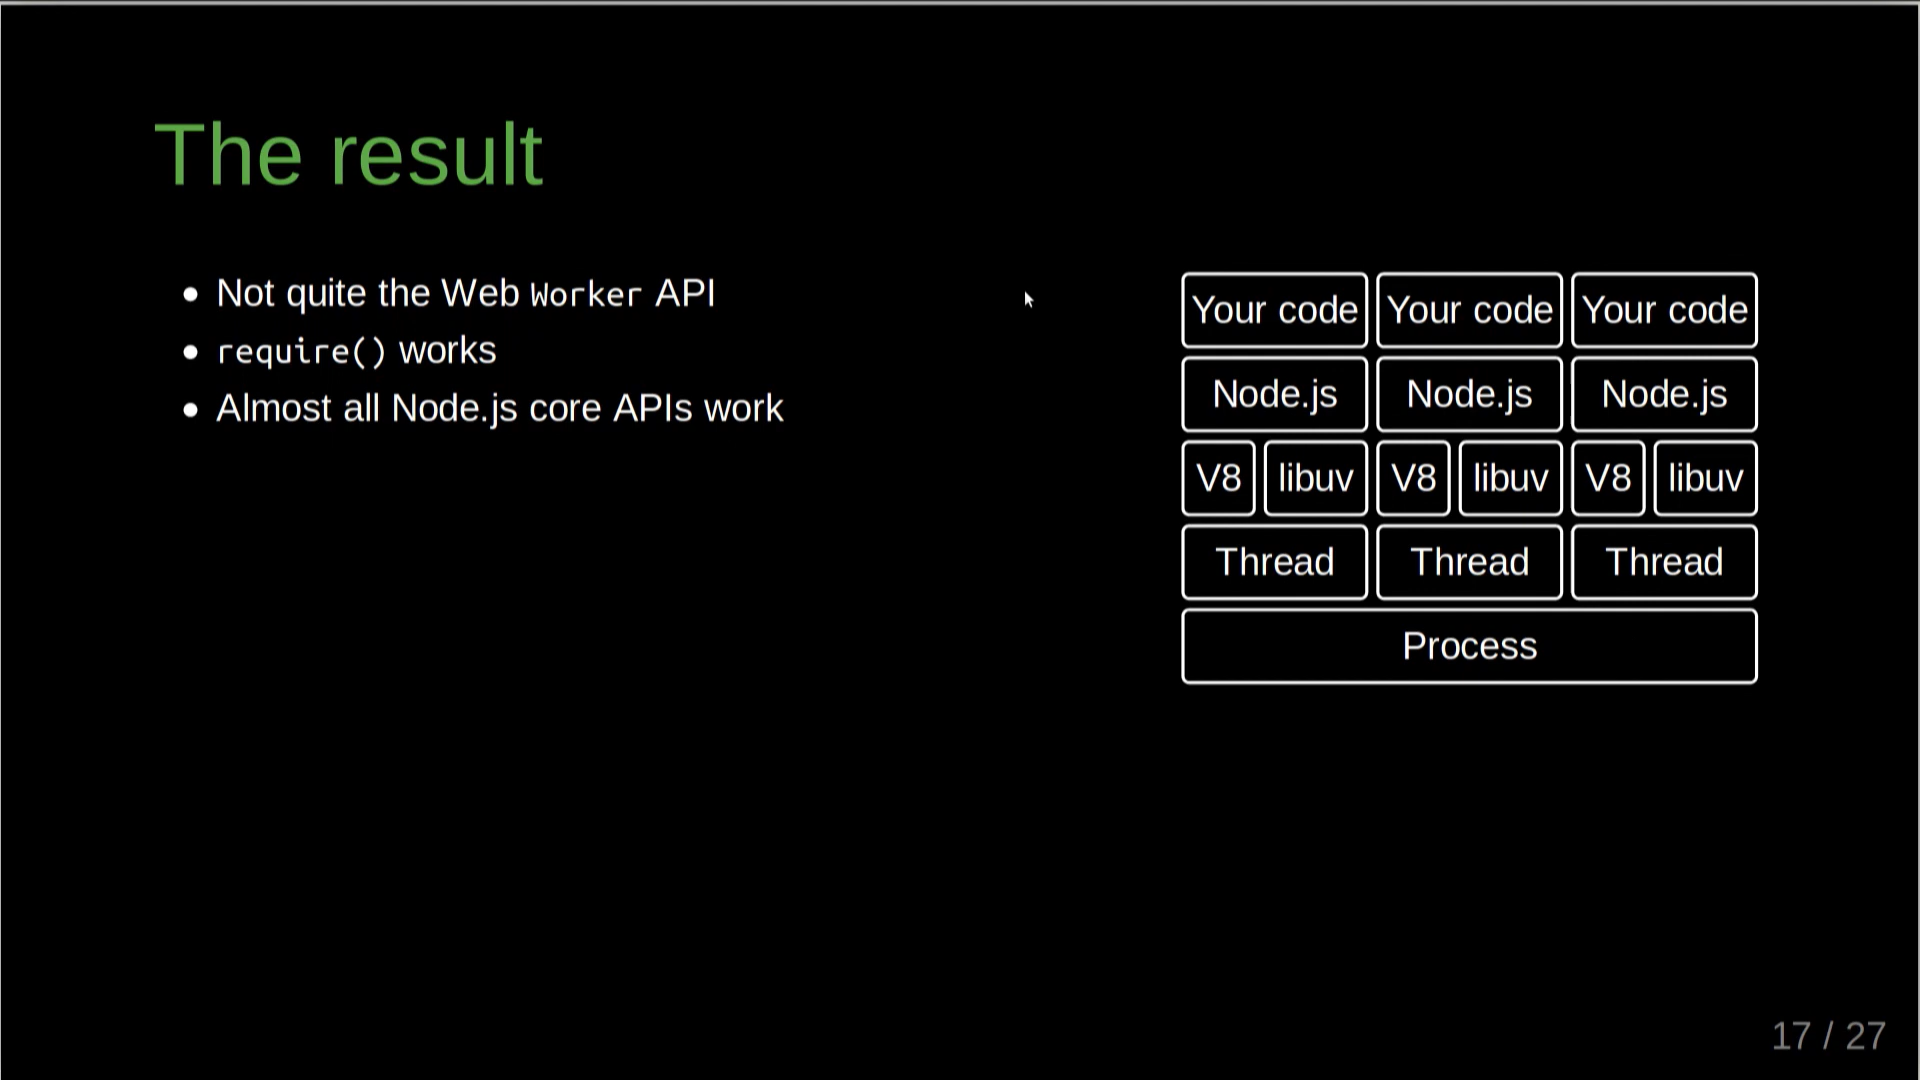 The result
Not quite the Web Worker API
require() works
Almost all Node.js core APIs work
Your code Your code Your code
Node.js Node.js Node.js
V8 libuv V8 libuv V8 libuv
Thread Thread Thread
Process
17 / 27